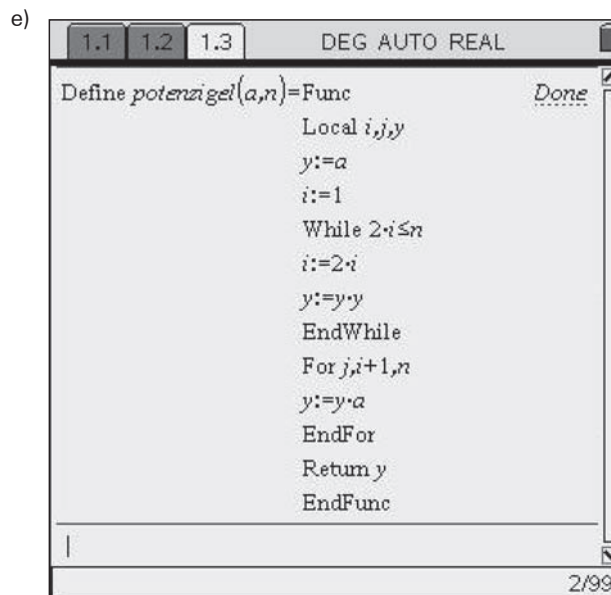 e)
1.1 1.2 1.3 DEG AUTO REAL
Define potenzigel(a,n)=Func Done
Local i,j,y
y:=a
i:=1
While 2·i≤n
i:=2·i
y:=y·y
EndWhile
For j,i+1,n
y:=y·a
EndFor
Return y
EndFunc
2/99